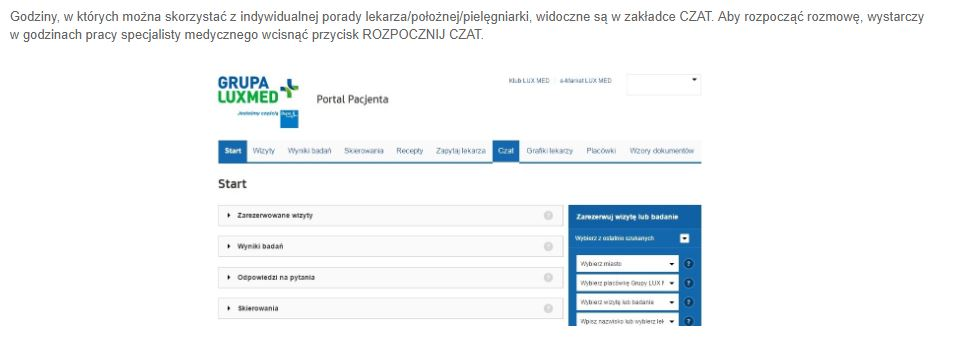 Godziny, w których można skorzystać z indywidualnej porady lekarza/położnej/pielęgniarki, widoczne są w zakładce CZAT. Aby rozpocząć rozmowę, wystarczy
w godzinach pracy specjalisty medycznego wcisnąć przycisk ROZPOCZNIJ CZAT.
Klub LUX MED
e-Marnat LUX MED
GRUPA
LUXMED
Portal Pacjenta
Jesteśmy częścią
Start Wizyty Wyniki badań Skierowania Recepty Zapytaj lekarza Czat Grafiki lekarzy Placówki Wzory dokumentów
Start
Zarezerwowane wizyty ?
Wyniki badań ?
Odpowiedzi na pytania ?
Skierowania ?
Zarezerwuj wizytę lub badanie
Wybierz z ostatnio szukanych
Wybierz miasto ?
Wybierz placówkę Grupy LUX M ?
Wybierz wizytę lub badanie ?
Wpisz nazwisko lub wybierz lek ?